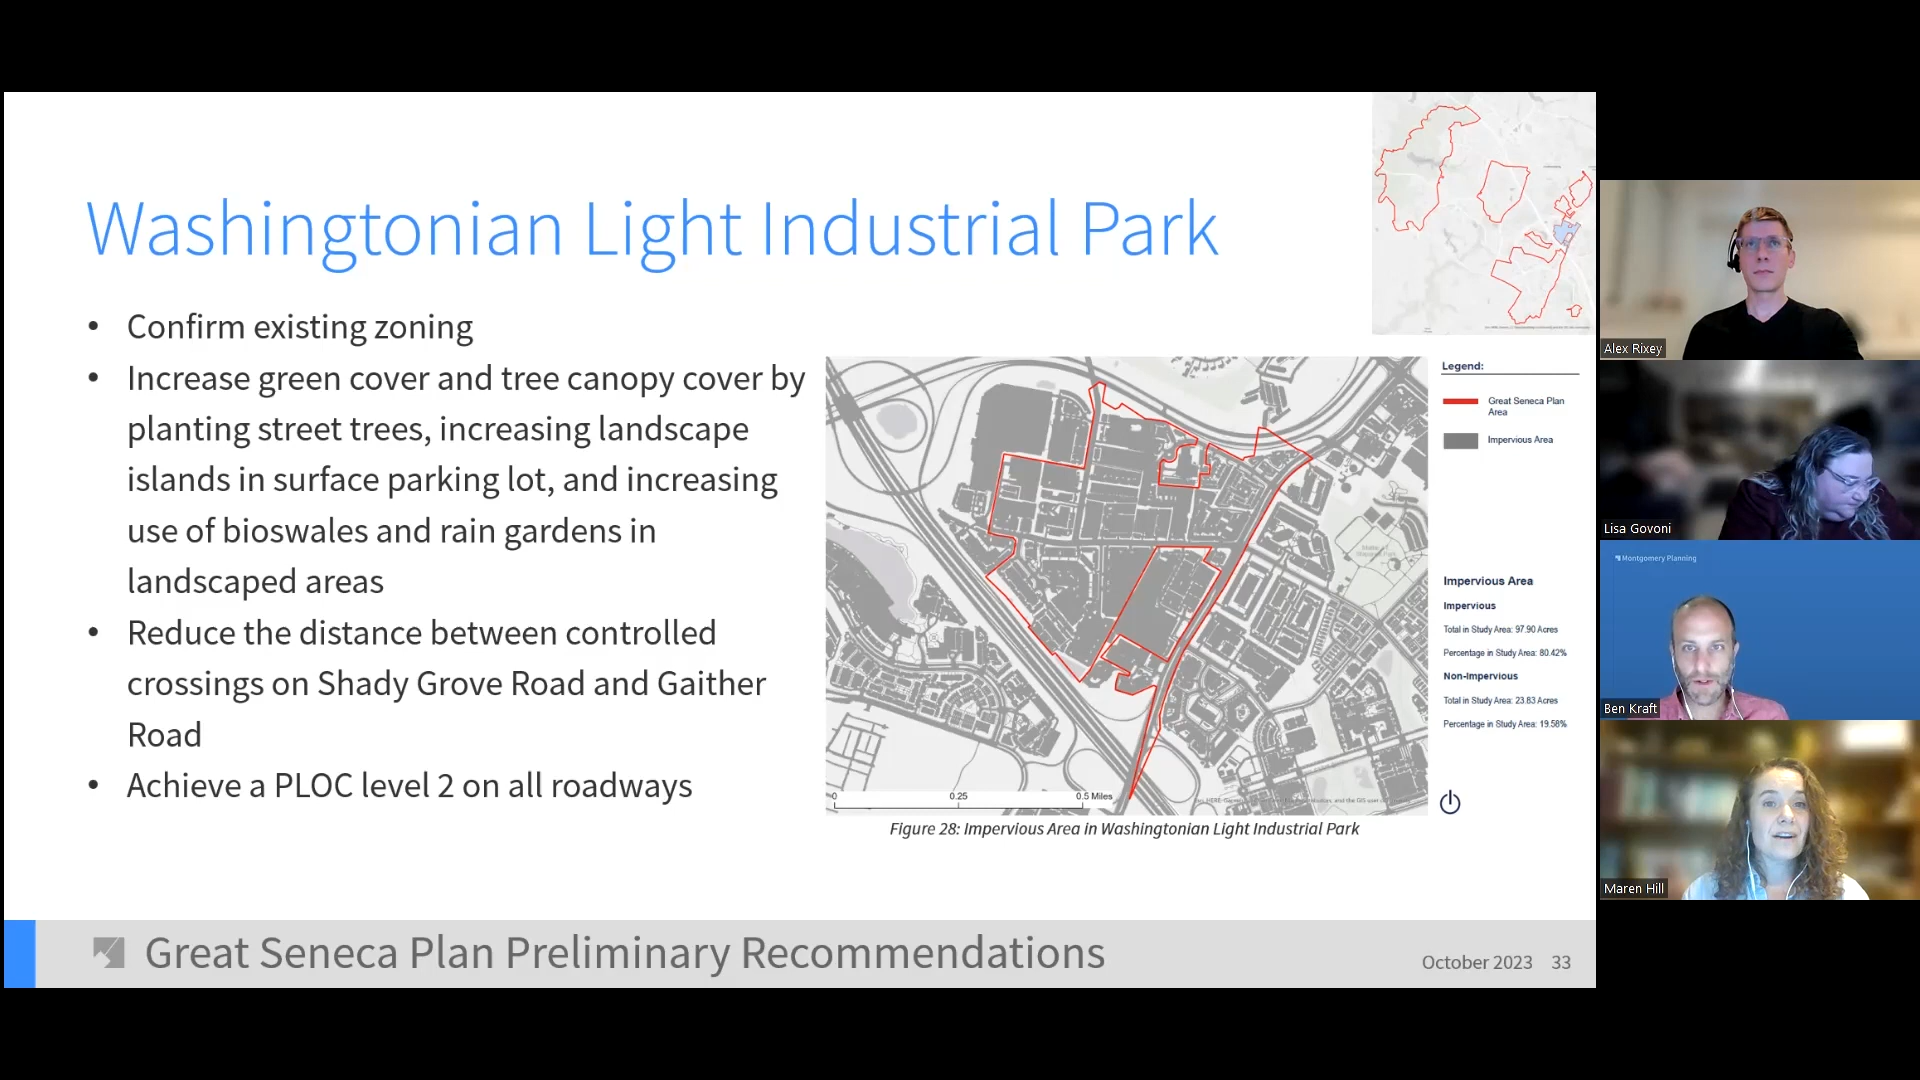 Washingtonian Light Industrial Park
• Confirm existing zoning
• Increase green cover and tree canopy cover by
planting street trees, increasing landscape
islands in surface parking lot, and increasing
use of bioswales and rain gardens in
landscaped areas
• Reduce the distance between controlled
crossings on Shady Grove Road and Gaither
Road
• Achieve a PLOC level 2 on all roadways
0 0.25 0.5 Miles
Figure 28: Impervious Area in Washingtonian Light Industrial Park
Legend:
Great Seneca Plan
Area
Impervious Area
Impervious Area
Impervious
Total in Study Area: 97.90 Acres
Percentage in Study Area: 80.42%
Non-Impervious
Total in Study Area: 23.83 Acres
Percentage in Study Area: 19.58%
Great Seneca Plan Preliminary Recommendations
October 2023 33
Alex Rixey
Lisa Govoni
Montgomery Planning
Ben Kraft
Maren Hill